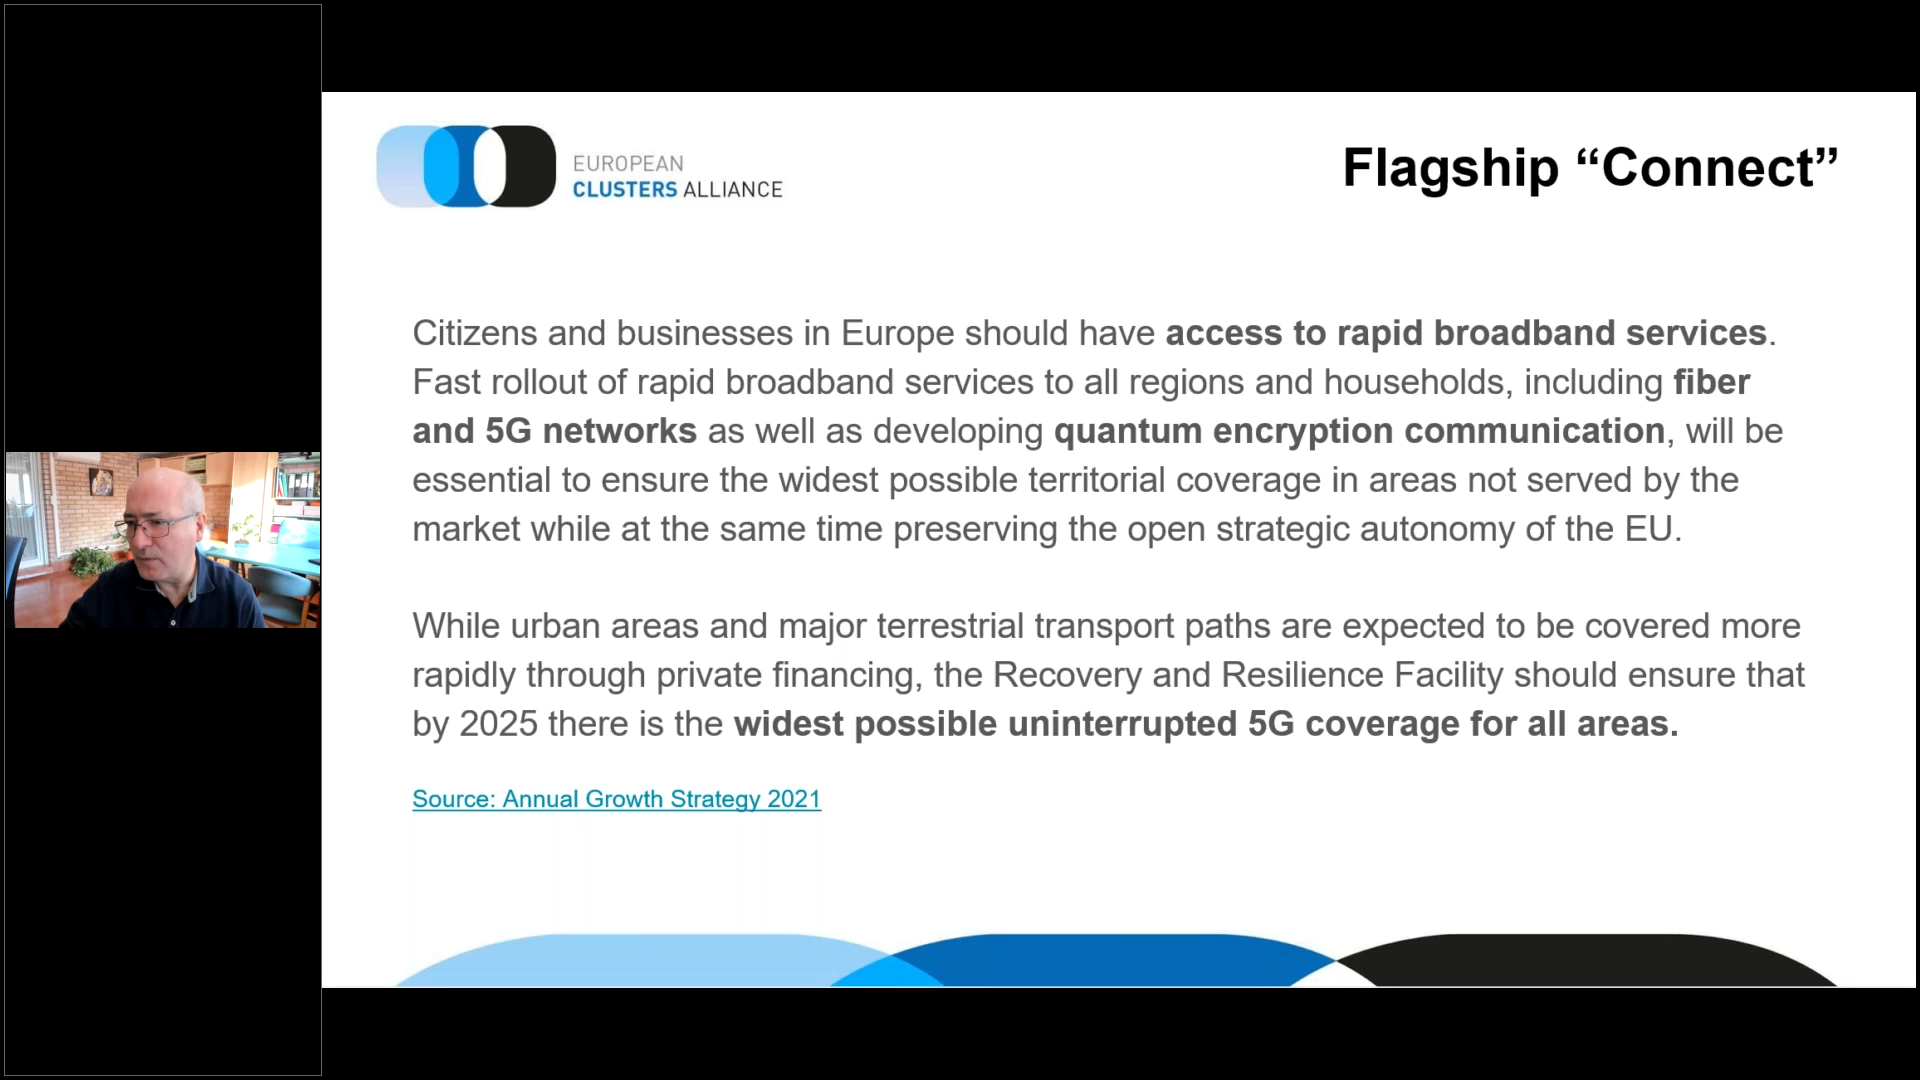 EUROPEAN
CLUSTERS ALLIANCE
Flagship “Connect”
Citizens and businesses in Europe should have access to rapid broadband services.
Fast rollout of rapid broadband services to all regions and households, including fiber
and 5G networks as well as developing quantum encryption communication, will be
essential to ensure the widest possible territorial coverage in areas not served by the
market while at the same time preserving the open strategic autonomy of the EU.
While urban areas and major terrestrial transport paths are expected to be covered more
rapidly through private financing, the Recovery and Resilience Facility should ensure that
by 2025 there is the widest possible uninterrupted 5G coverage for all areas.
Source: Annual Growth Strategy 2021